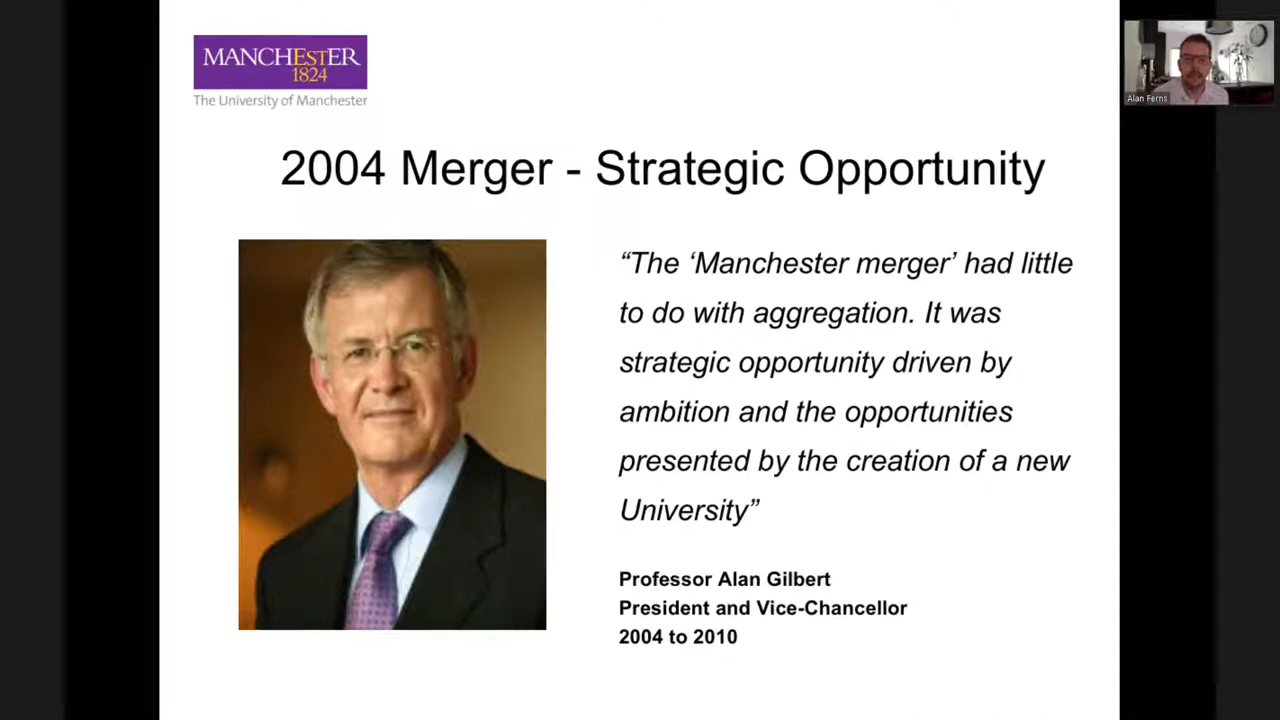 MANCHEsTER
1824
The University of Manchester
Alan Ferns
2004 Merger - Strategic Opportunity
“The ‘Manchester merger’ had little
to do with aggregation. It was
strategic opportunity driven by
ambition and the opportunities
presented by the creation of a new
University”
Professor Alan Gilbert
President and Vice-Chancellor
2004 to 2010